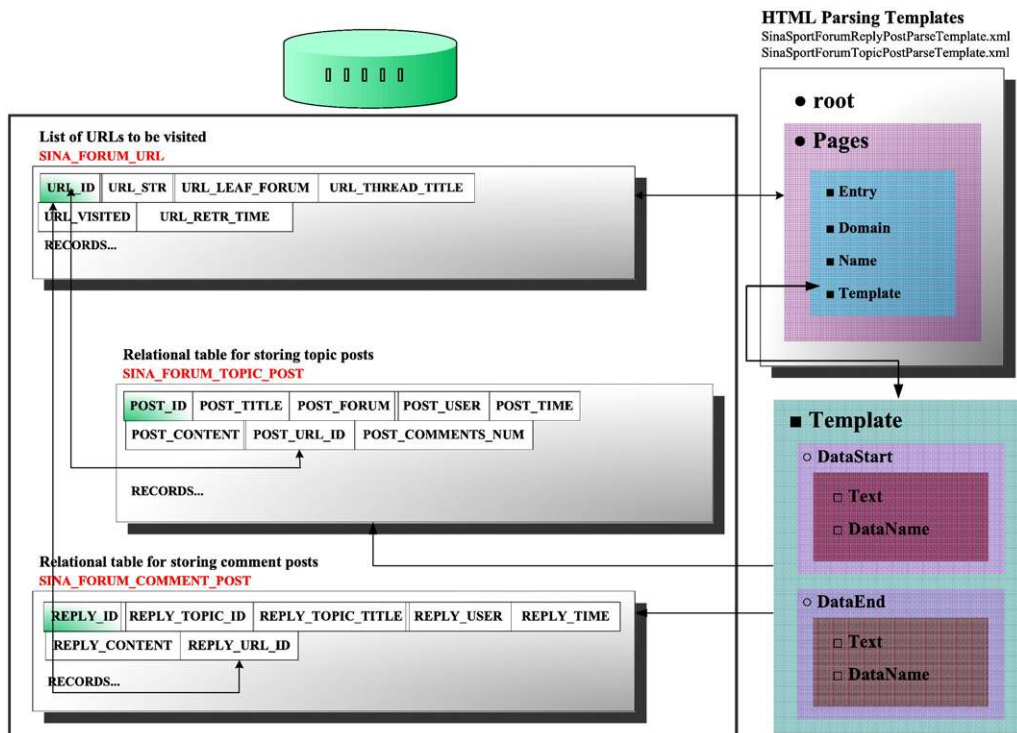 HTML Parsing Templates
SinaSportForumReplyPostParseTemplate.xml
SinaSportForumTopicPostParseTemplate.xml
● root
● Pages
■ Entry
■ Domain
■ Name
■ Template
List of URLs to be visited
SINA_FORUM_URL
URL_ID URL_STR URL_LEAF_FORUM URL_THREAD_TITLE
URL_VISITED URL_RETR_TIME
RECORDS...
Relational table for storing topic posts
SINA_FORUM_TOPIC_POST
POST_ID POST_TITLE POST_FORUM POST_USER POST_TIME
POST_CONTENT POST_URL_ID POST_COMMENTS_NUM
RECORDS...
Relational table for storing comment posts
SINA_FORUM_COMMENT_POST
REPLY_ID REPLY_TOPIC_ID REPLY_TOPIC_TITLE REPLY_USER REPLY_TIME
REPLY_CONTENT REPLY_URL_ID
RECORDS...
■ Template
○ DataStart
□ Text
□ DataName
○ DataEnd
□ Text
□ DataName